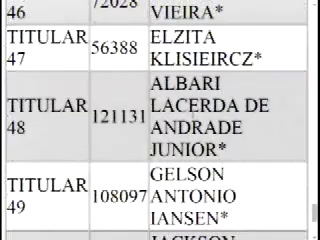 46 72028 VIEIRA*
TITULAR 47 56388 ELZITA
KLISIEIRCZ*
TITULAR 48 121131 ALBARI
LACERDA DE
ANDRADE
JUNIOR*
TITULAR 49 108097 GELSON
ANTONIO
IANSEN*
JACKSON